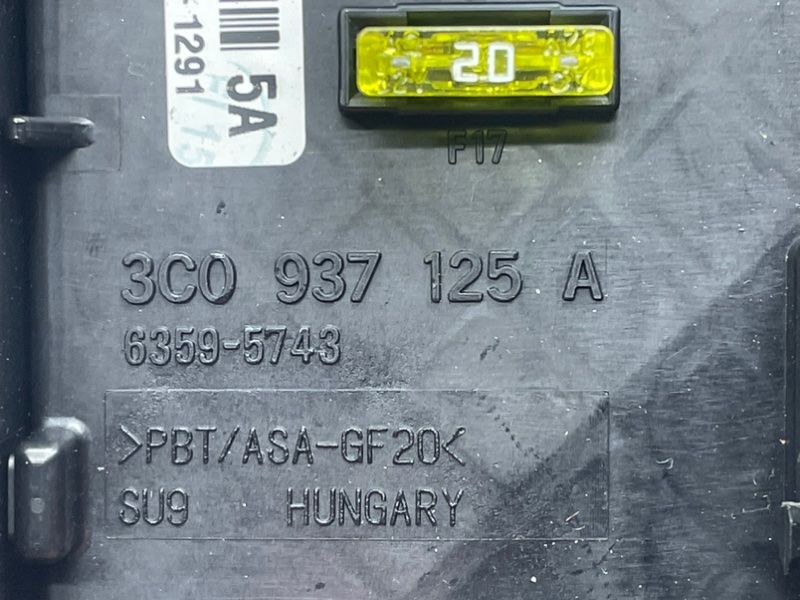 *1291
5A
20
F17
3C0 937 125 A
6359-5743
>PBT/ASA-GF20<
SU9 HUNGARY